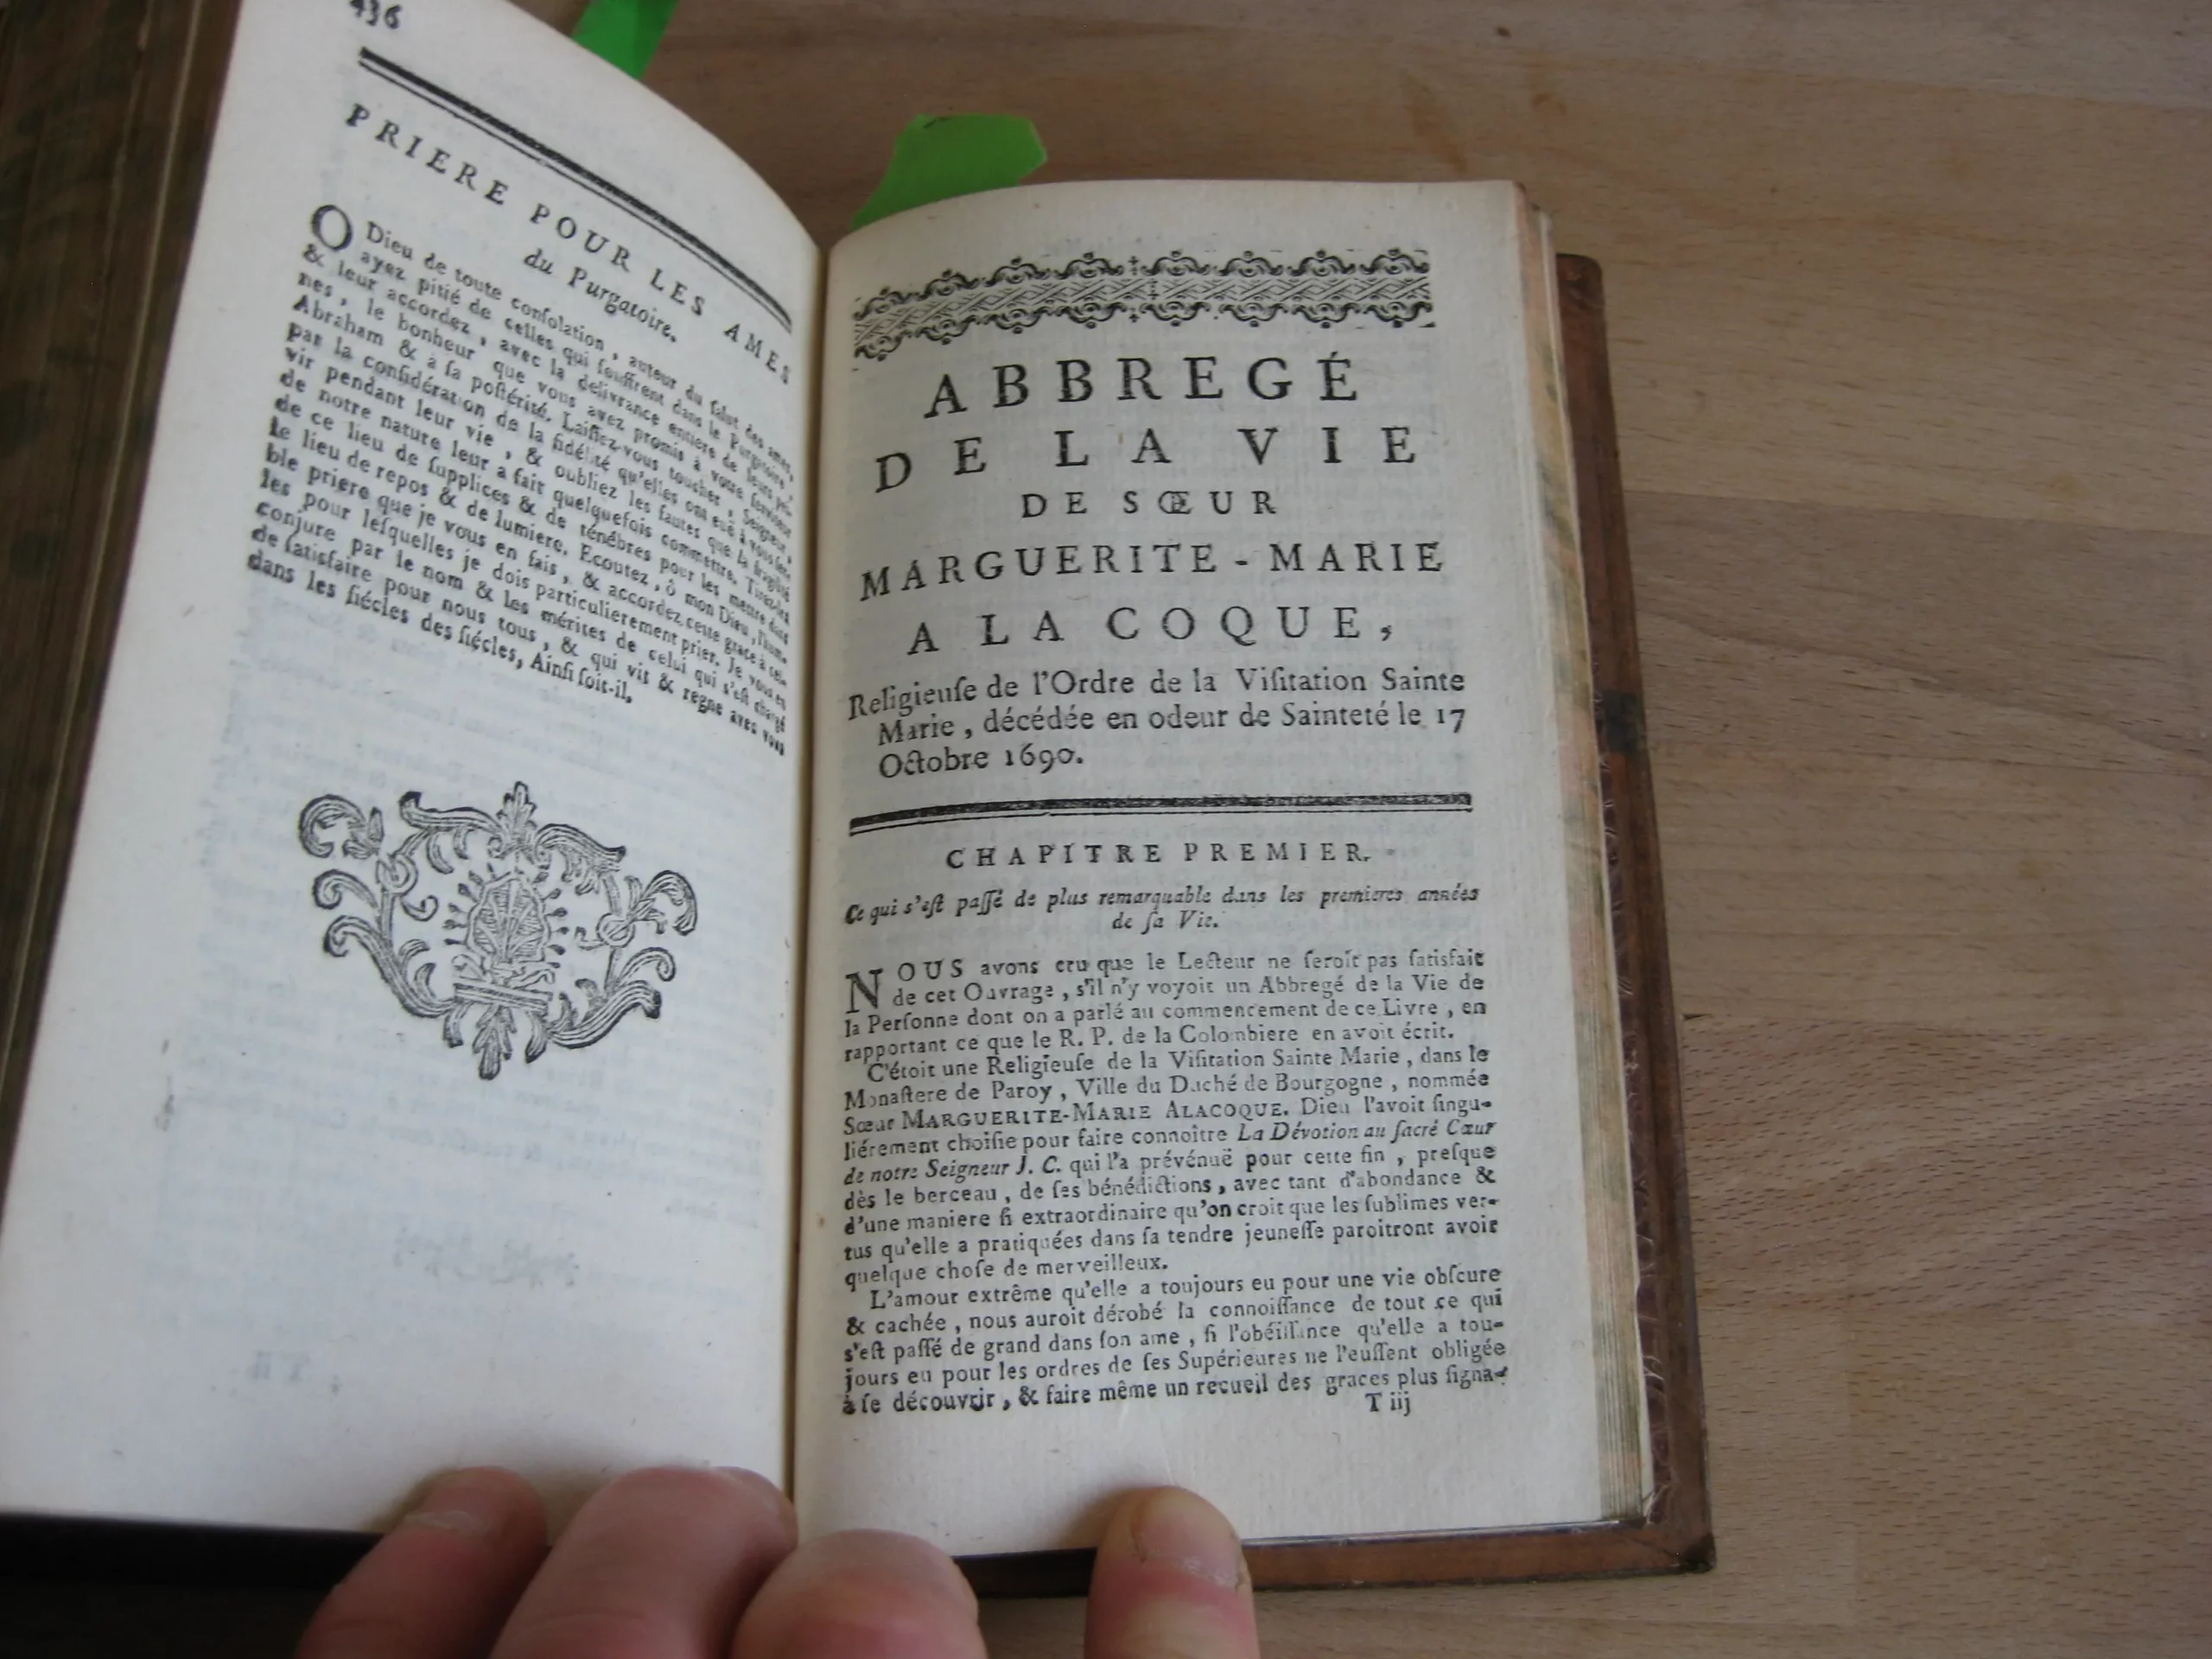 436
PRIERE POUR LES AMES
du Purgatoire.
O Dieu de toute conſolation, auteur du ſalut des ames,
ayez pitié de celles qui ſouffrent dans le Purgatoire,
& leur accordez, avec la délivrance entiere de leurs pei-
nes, le bonheur que vous avez promis à votre ſerviteur
Abraham & à ſa poſtérité. Laiſſez-vous toucher, Seigneur,
par la conſidération de la fidélité qu'elles ont euë à vous ſer-
vir pendant leur vie, & oubliez les fautes que la fragilité
de notre nature leur a fait quelquefois commettre. Tirez-les
de ce lieu de ſupplices & de ténébres pour les mettre dans
le lieu de repos & de lumiere. Ecoutez, ô mon Dieu, l'hum-
ble priere que je vous en fais, & accordez cette grace à cel-
les pour leſquelles je dois particulierement prier. Je vous en
conjure par le nom & les mérites de celui qui s'eſt chargé
de ſatisfaire pour nous tous, & qui vit & regne avec vous
dans les ſiécles des ſiécles, Ainſi ſoit-il.
ABBREGÉ
DE LA VIE
DE SŒUR
MARGUERITE-MARIE
A LA COQUE,
Religieuſe de l'Ordre de la Viſitation Sainte
Marie, décédée en odeur de Sainteté le 17
Octobre 1690.
CHAPITRE PREMIER.
Ce qui s'eſt paſſé de plus remarquable dans les premieres années
de ſa Vie.
NOUS avons cru que le Lecteur ne ſeroit pas ſatisfait
de cet Ouvrage, s'il n'y voyoit un Abbregé de la Vie de
la Perſonne dont on a parlé au commencement de ce Livre, en
rapportant ce que le R. P. de la Colombiere en avoit écrit.
C'étoit une Religieuſe de la Viſitation Sainte Marie, dans le
Monaſtere de Paroy, Ville du Duché de Bourgogne, nommée
Sœur MARGUERITE-MARIE ALACOQUE. Dieu l'avoit ſingu-
liérement choiſie pour faire connoître La Dévotion au ſacré Cœur
de notre Seigneur J. C. qui l'a prévénuë pour cette fin, preſque
dès le berceau, de ſes bénédictions, avec tant d'abondance &
d'une maniere ſi extraordinaire qu'on croit que les ſublimes ver-
tus qu'elle a pratiquées dans ſa tendre jeuneſſe paroitront avoir
quelque choſe de merveilleux.
L'amour extrême qu'elle a toujours eu pour une vie obſcure
& cachée, nous auroit dérobé la connoiſſance de tout ce qui
s'eſt paſſé de grand dans ſon ame, ſi l'obéiſſance qu'elle a tou-
jours eu pour les ordres de ſes Supérieures ne l'euſſent obligée
à ſe découvrir, & faire même un recueil des graces plus ſigna-
T iij